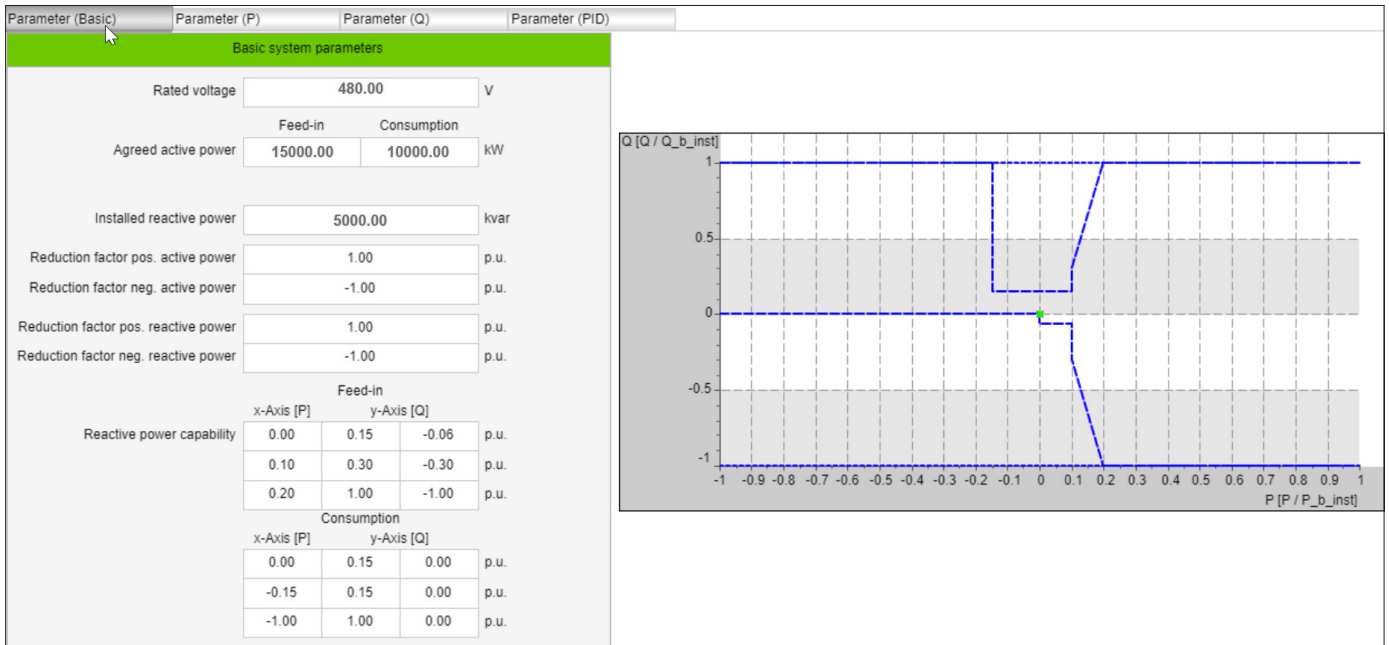 Parameter (Basic) Parameter (P) Parameter (Q) Parameter (PID)
Basic system parameters
Rated voltage 480.00 V
Feed-in Consumption
Agreed active power 15000.00 10000.00 kW
Installed reactive power 5000.00 kvar
Reduction factor pos. active power 1.00 p.u.
Reduction factor neg. active power -1.00 p.u.
Reduction factor pos. reactive power 1.00 p.u.
Reduction factor neg. reactive power -1.00 p.u.
Feed-in
x-Axis [P] y-Axis [Q]
Reactive power capability 0.00 0.15 -0.06 p.u.
0.10 0.30 -0.30 p.u.
0.20 1.00 -1.00 p.u.
Consumption
x-Axis [P] y-Axis [Q]
0.00 0.15 0.00 p.u.
-0.15 0.15 0.00 p.u.
-1.00 1.00 0.00 p.u.
Q [Q / Q_b_inst]
1
0.5
0
-0.5
-1
-1 -0.9 -0.8 -0.7 -0.6 -0.5 -0.4 -0.3 -0.2 -0.1 0 0.1 0.2 0.3 0.4 0.5 0.6 0.7 0.8 0.9 1
P [P / P_b_inst]